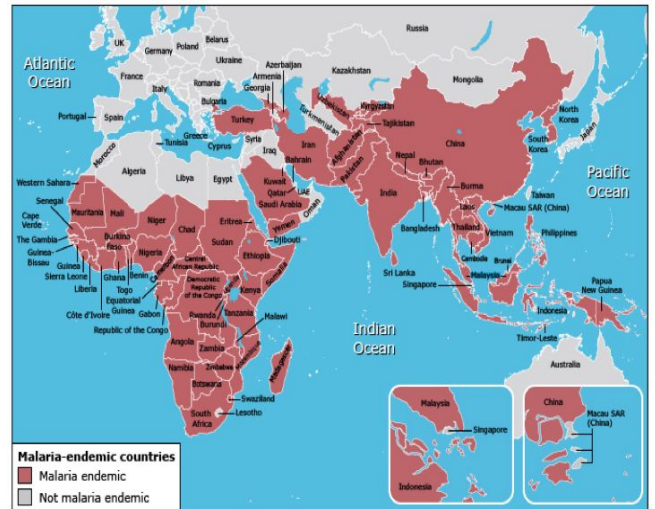 Russia
UK
Belarus
Germany
Poland
Atlantic
Ocean
Ukraine
Azerbaijan
Kazakhstan
France
Armenia
Mongolia
Romania
Georgia
Italy
Bulgaria
Uzbekistan
Kyrgyzstan
North
Korea
Portugal
Spain
Turkey
Turkmenistan
Tajikistan
Greece
Syria
China
South
Korea
Japan
Tunisia
Cyprus
Iraq
Iran
Afghanistan
Morocco
Bahrain
Nepal
Bhutan
Pacific
Ocean
Algeria
Libya
Egypt
Kuwait
Pakistan
Burma
Western Sahara
Qatar
UAE
India
Taiwan
Senegal
Saudi Arabia
Laos
Macau SAR (China)
Mauritania
Mali
Niger
Oman
Cape
Verde
Chad
Eritrea
Yemen
Thailand
Vietnam
Philippines
The Gambia
Burkina
Faso
Sudan
Djibouti
Bangladesh
Guinea-
Bissau
Nigeria
Ethiopia
Cambodia
Brunei
Guinea
Central
African Republic
Somalia
Sri Lanka
Malaysia
Papua
New Guinea
Sierra Leone
Ghana
Benin
Cameroon
Democratic
Republic
of the Congo
Uganda
Kenya
Singapore
Liberia
Togo
Equatorial
Guinea
Gabon
Rwanda
Tanzania
Indonesia
Côte d'Ivoire
Burundi
Malawi
Republic of the Congo
Indian
Ocean
Timor-Leste
Angola
Zambia
Mozambique
Australia
Namibia
Zimbabwe
Madagascar
Botswana
Swaziland
South
Africa
Lesotho
Malaysia
Singapore
Indonesia
China
Macau SAR
(China)
Malaria-endemic countries
Malaria endemic
Not malaria endemic